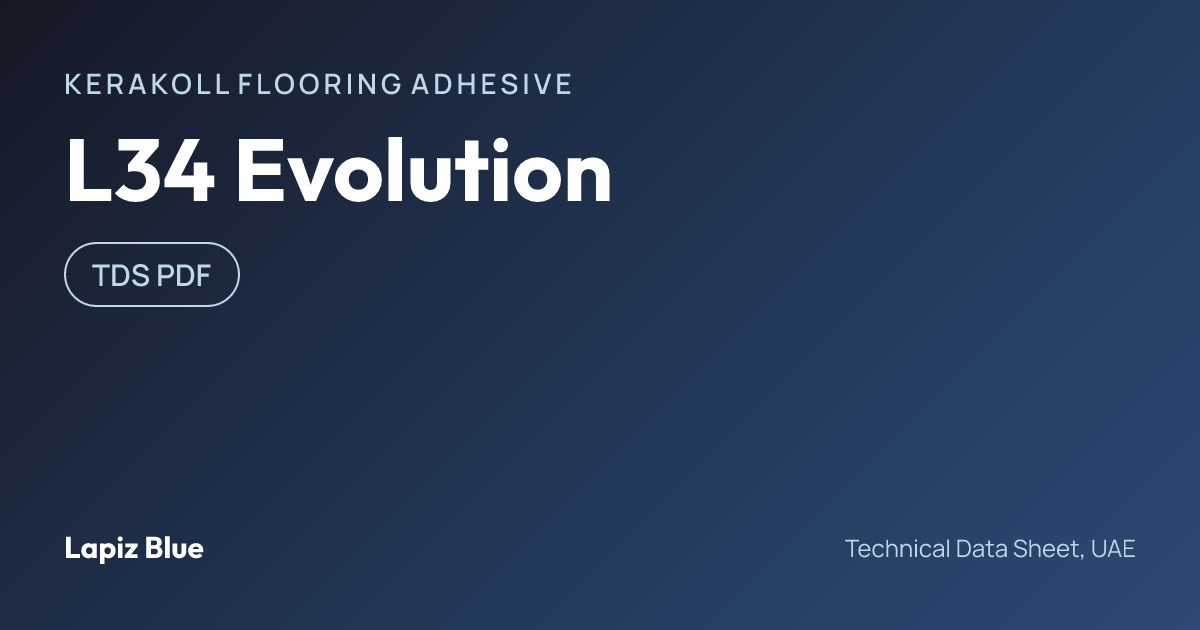 KERAKOLL FLOORING ADHESIVE
L34 Evolution
TDS PDF
Lapiz Blue
Technical Data Sheet, UAE